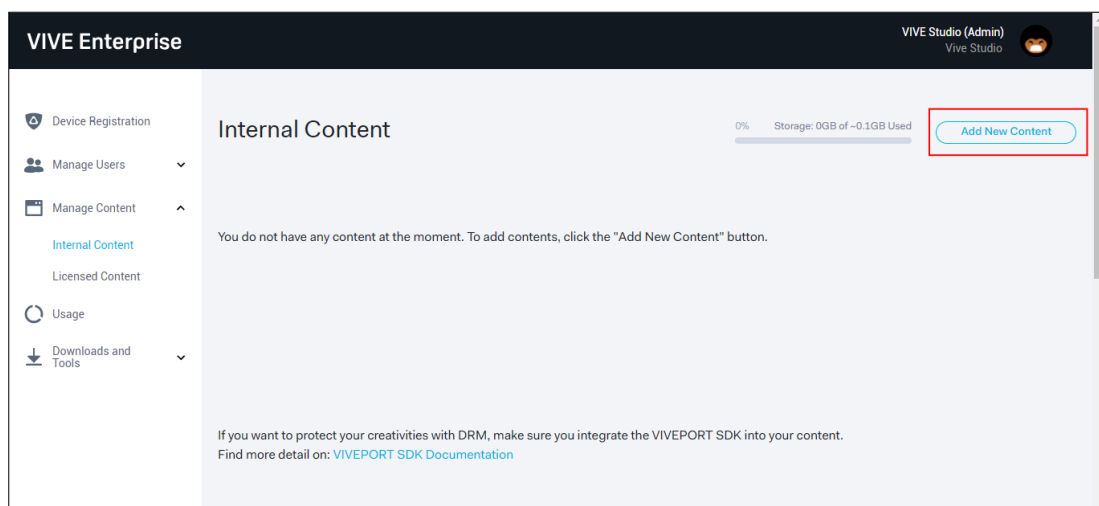 VIVE Enterprise
VIVE Studio (Admin)
Vive Studio
Device Registration
Manage Users
Manage Content
Internal Content
Licensed Content
Usage
Downloads and
Tools
Internal Content
0% Storage: 0GB of ~0.1GB Used
Add New Content
You do not have any content at the moment. To add contents, click the "Add New Content" button.
If you want to protect your creativities with DRM, make sure you integrate the VIVEPORT SDK into your content.
Find more detail on: VIVEPORT SDK Documentation